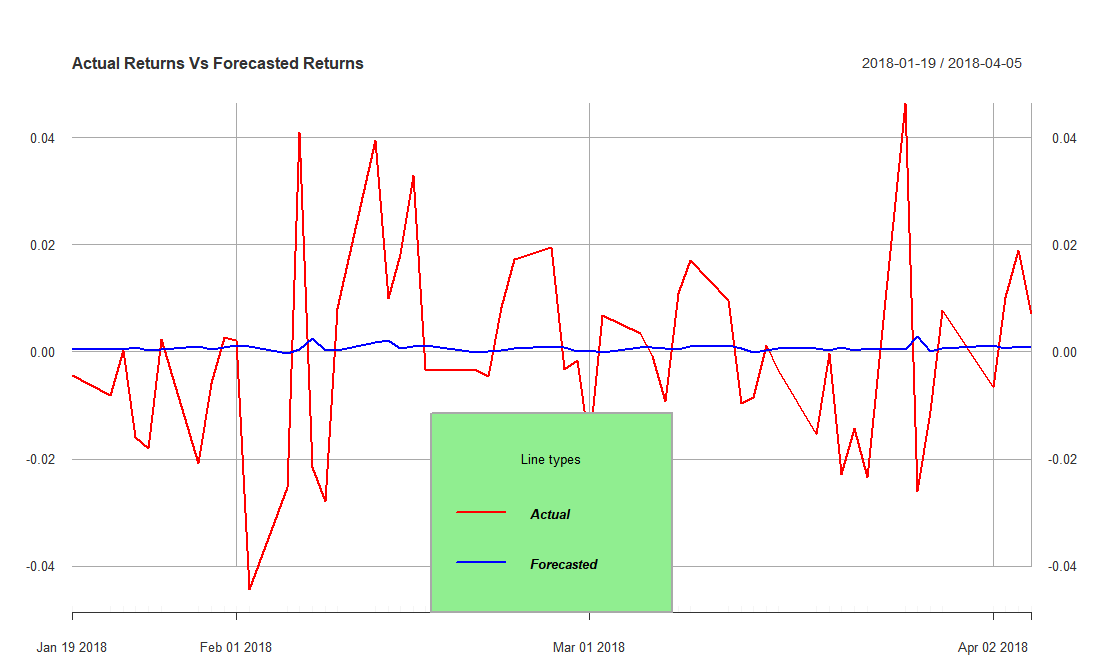 Actual Returns Vs Forecasted Returns 2018-01-19 / 2018-04-05
0.04 0.04
0.02 0.02
0.00 0.00
-0.02 -0.02
-0.04 -0.04
Line types
Actual
Forecasted
Jan 19 2018 Feb 01 2018 Mar 01 2018 Apr 02 2018